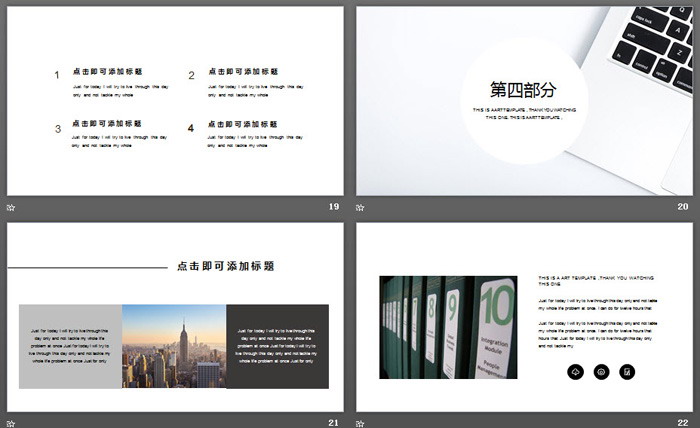 1
点击即可添加标题
Just for today I will try to live through this day
only and not tackle my whole
2
点击即可添加标题
Just for today I will try to live through this day
only and not tackle my whole
3
点击即可添加标题
Just for today I will try to live through this day
only and not tackle my whole
4
点击即可添加标题
Just for today I will try to live through this day
only and not tackle my whole
19
第四部分
THIS IS A ART TEMPLATE , THANK YOU WATCHING
THIS ONE. THIS IS A ART TEMPLATE ,
20
点击即可添加标题
Just for today I will try to live through this
day only and not tackle my whole life
problem at once Just for today I will try to
live through this day only and not tackle my
whole life problem at once Just for only
Just for today I will try to live through this
day only and not tackle my whole life
problem at once Just for today I will try to
live through this day only and not tackle my
whole life problem at once Just for only
21
8
9
10
Integration
Module
People
Management
THIS IS A ART TEMPLATE , THANK YOU WATCHING
THIS ONE
Just for today I will try to live through this day only and not tackle
my whole life problem at once. I can do for twelve hours that
Just for today I will try to live through this day only and not tackle
my whole life problem at once. I can do for twelve
hours that Just for today I will try to live through this day only
and not tackle my
22